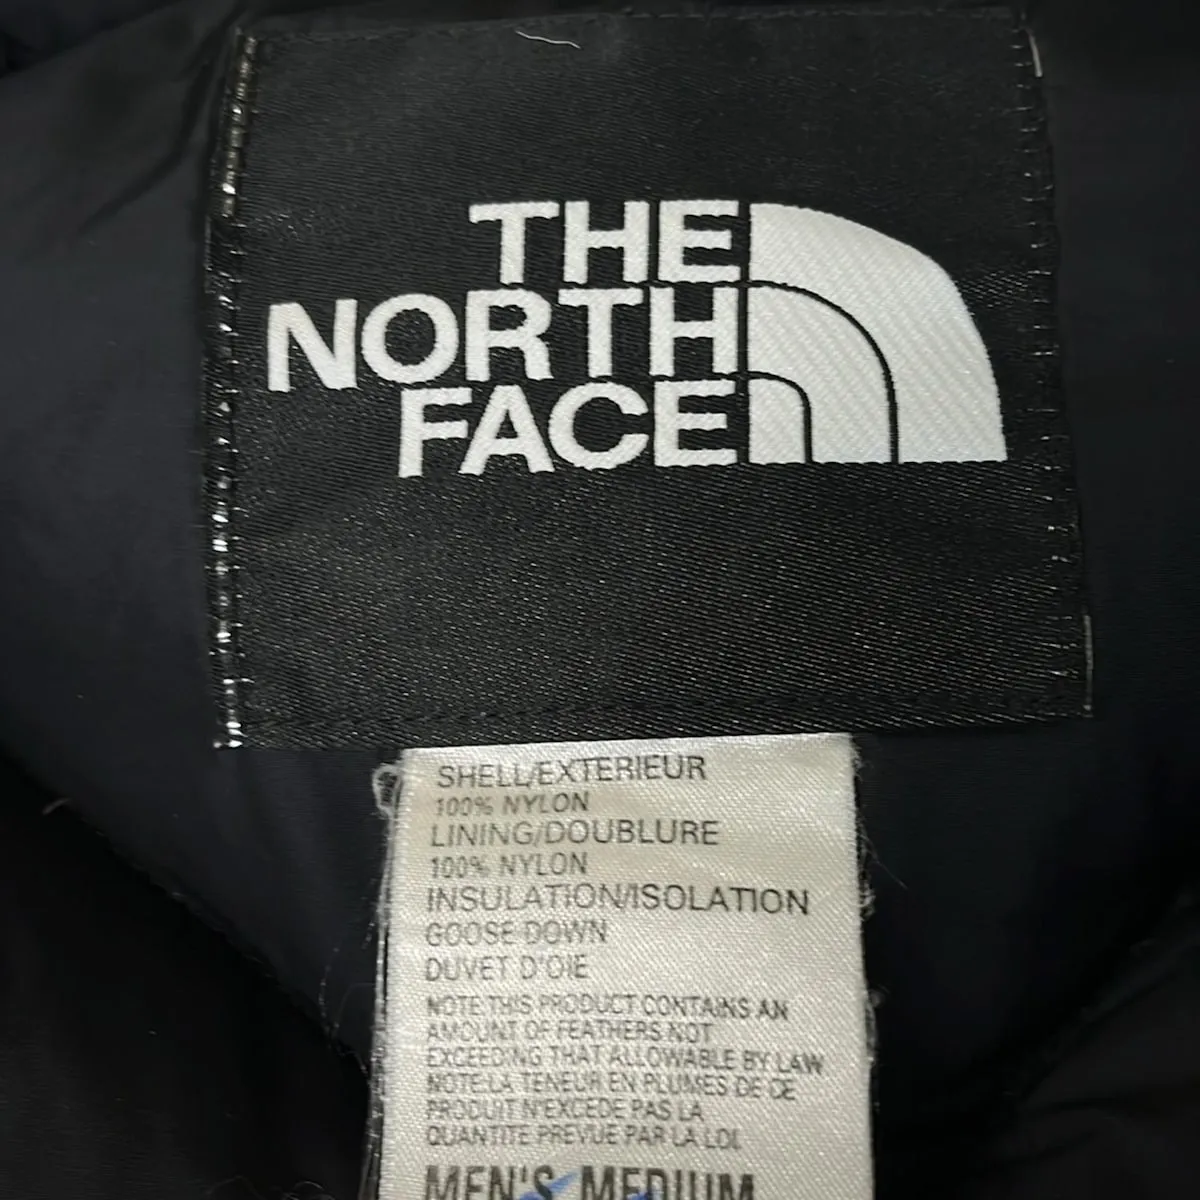 THE
NORTH
FACE
SHELL/EXTERIEUR
100% NYLON
LINING/DOUBLURE
100% NYLON
INSULATION/ISOLATION
GOOSE DOWN
DUVET D'OIE
NOTE THIS PRODUCT CONTAINS AN
AMOUNT OF FEATHERS NOT
EXCEEDING THAT ALLOWABLE BY LAW
NOTE:LA TENEUR EN PLUMES DE CE
PRODUIT N'EXCEDE PAS LA
QUANTITE PREVUE PAR LA LOI.
MEN'S MEDIUM